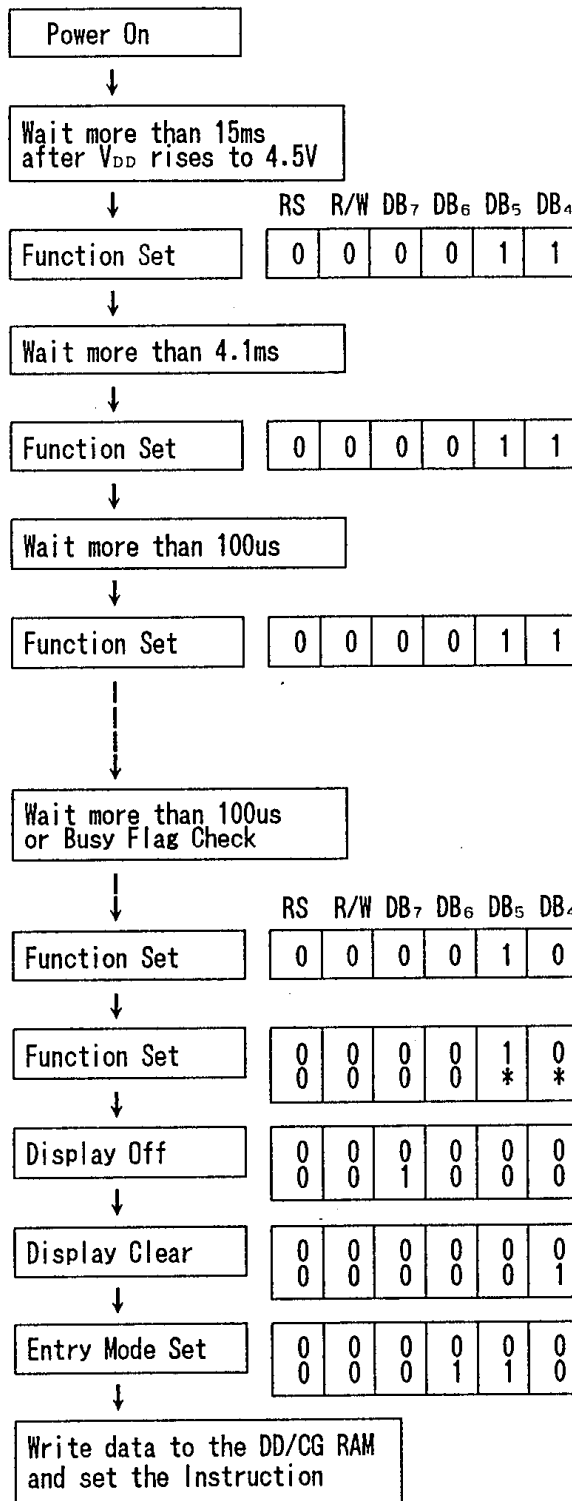 Power On
Wait more than 15ms
after VDD rises to 4.5V
RS R/W DB7 DB6 DB5 DB4
Function Set 0 0 0 0 1 1
Wait more than 4.1ms
Function Set 0 0 0 0 1 1
Wait more than 100us
Function Set 0 0 0 0 1 1
Wait more than 100us
or Busy Flag Check
RS R/W DB7 DB6 DB5 DB4
Function Set 0 0 0 0 1 0
Function Set 0 0 0 0 1 0
0 0 0 0 * *
Display Off 0 0 0 0 0 0
0 0 1 0 0 0
Display Clear 0 0 0 0 0 0
0 0 0 0 0 1
Entry Mode Set 0 0 0 0 0 0
0 0 0 1 1 0
Write data to the DD/CG RAM
and set the Instruction